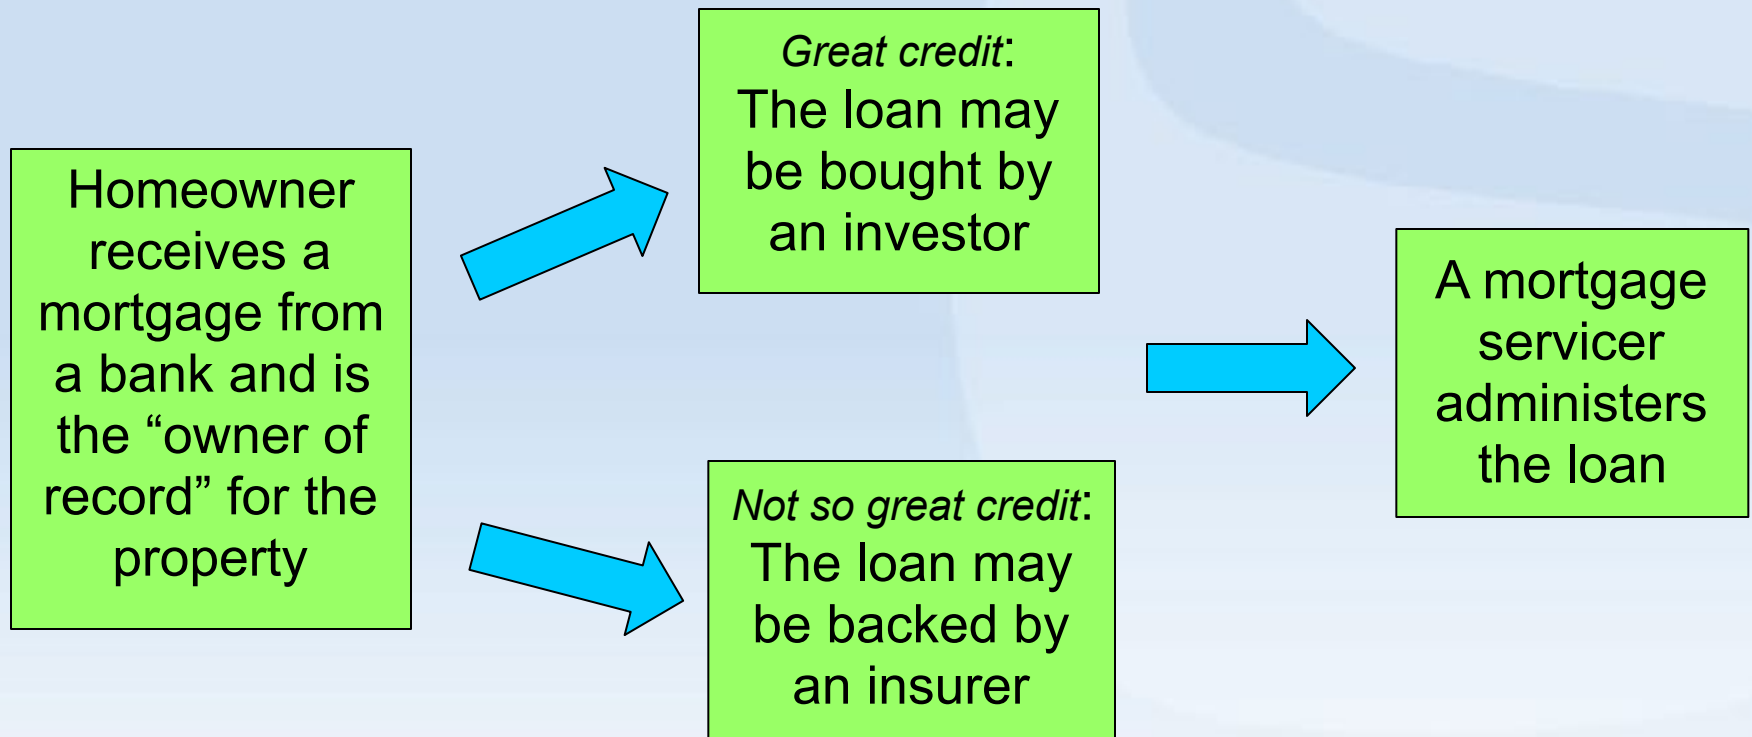 Homeowner
receives a
mortgage from
a bank and is
the “owner of
record” for the
property
Great credit:
The loan may
be bought by
an investor
Not so great credit:
The loan may
be backed by
an insurer
A mortgage
servicer
administers
the loan